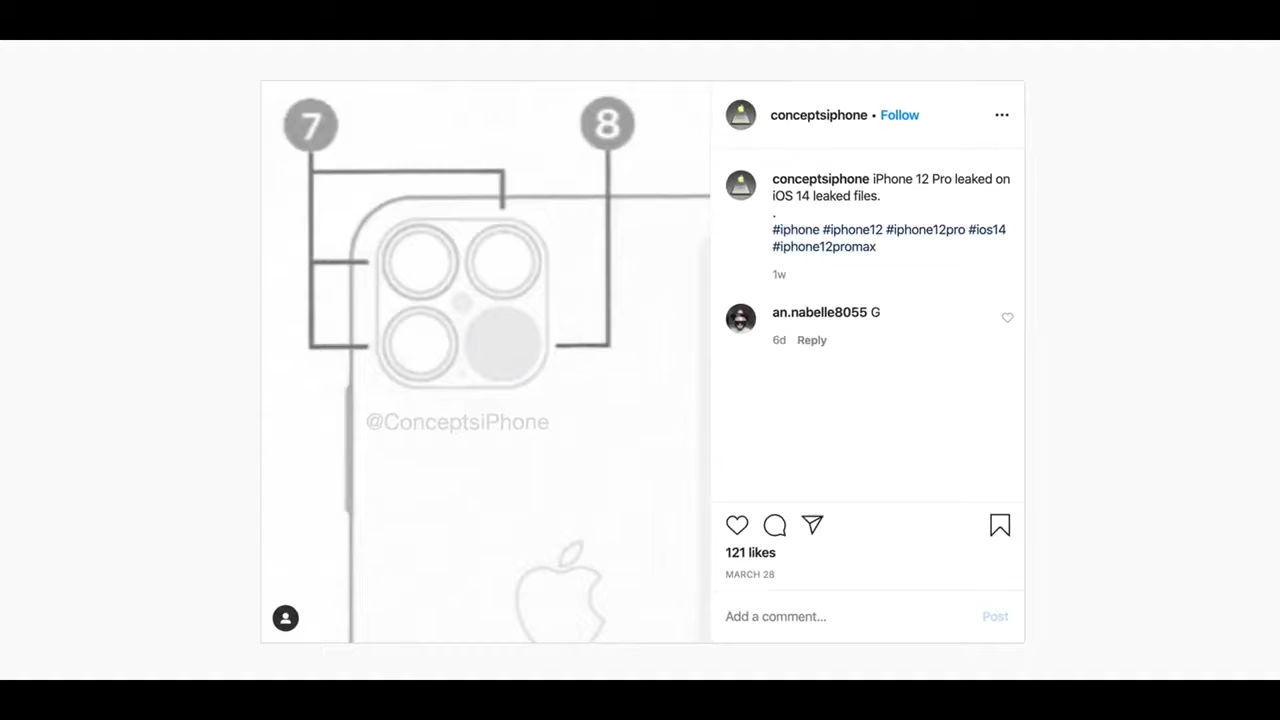 7
8
@ConceptsiPhone
conceptsiphone • Follow
conceptsiphone iPhone 12 Pro leaked on
iOS 14 leaked files.
.
#iphone #iphone12 #iphone12pro #ios14
#iphone12promax
1w
an.nabelle8055 G
6d Reply
121 likes
MARCH 28
Add a comment...
Post